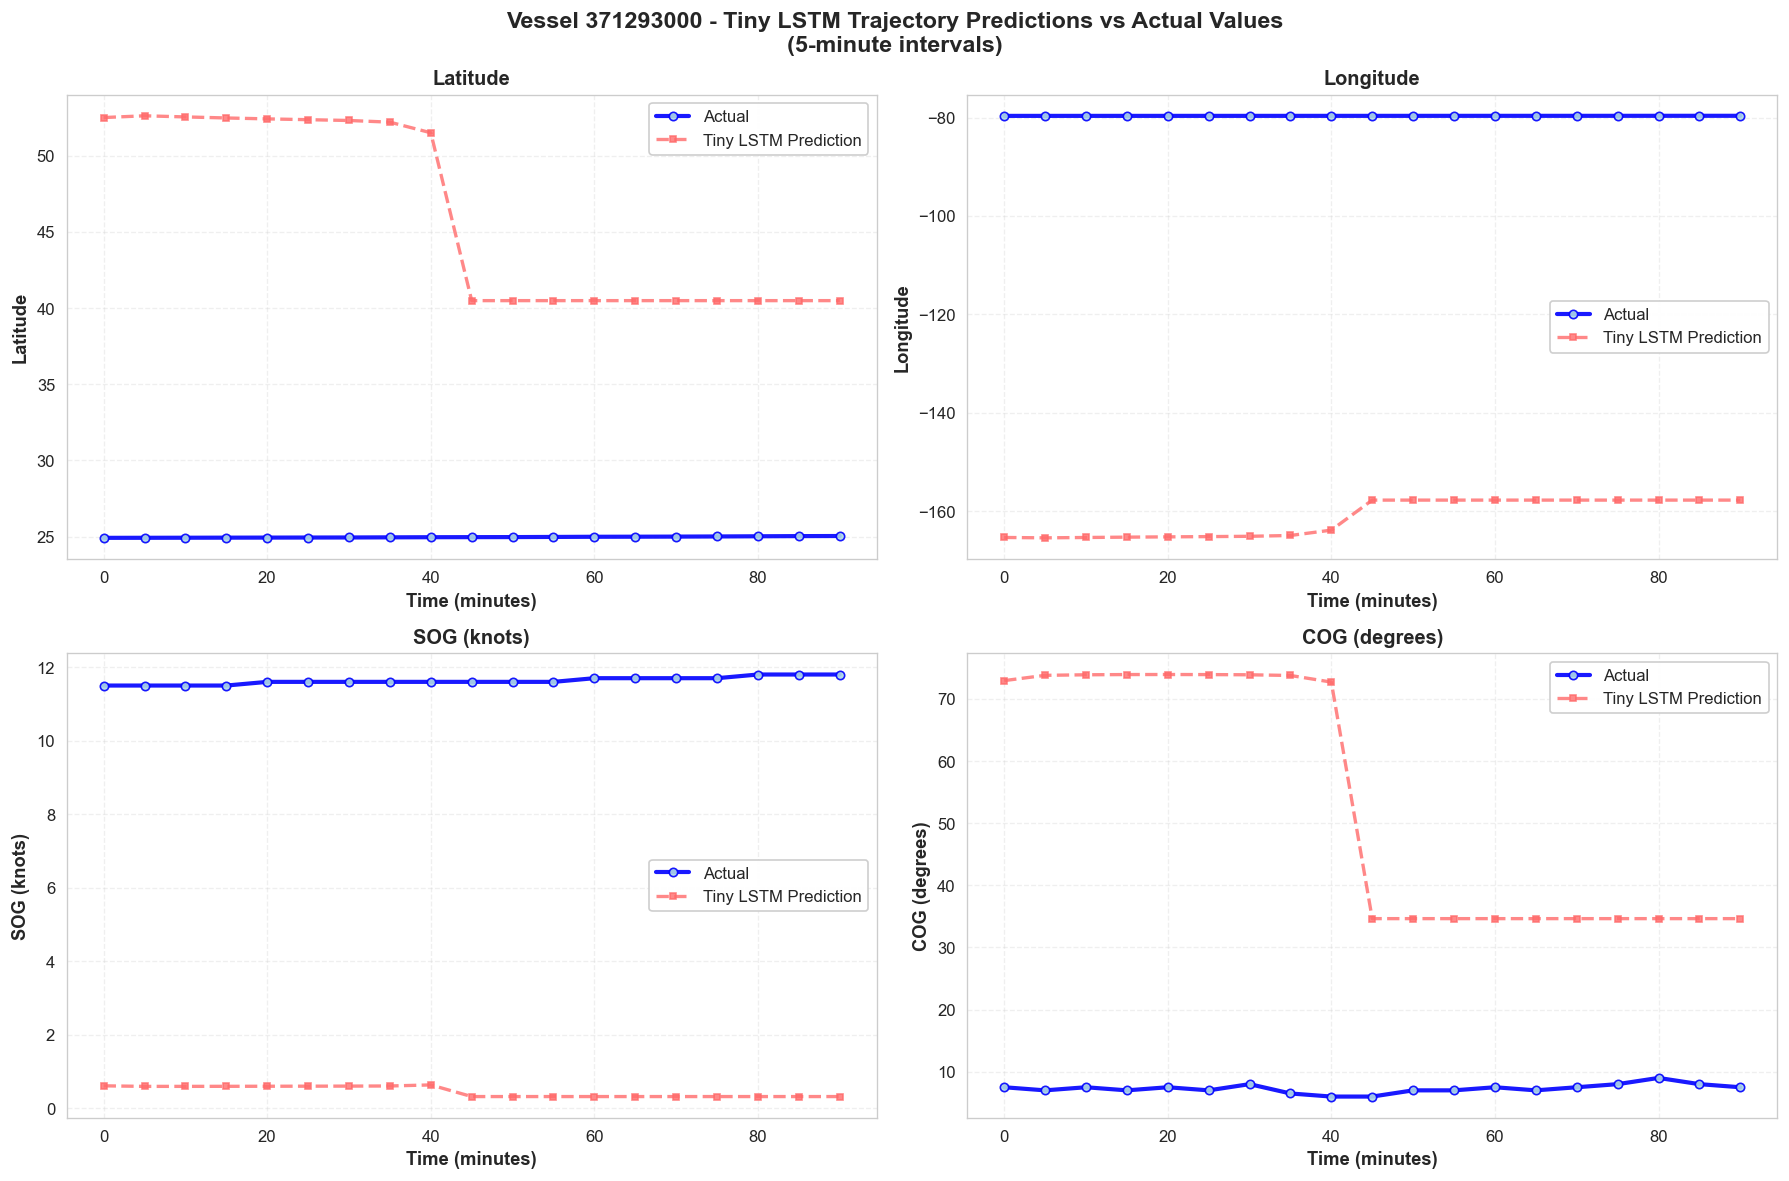 Vessel 371293000 - Tiny LSTM Trajectory Predictions vs Actual Values
(5-minute intervals)
Latitude
Latitude
50
45
40
35
30
25
0 20 40 60 80
Time (minutes)
Actual
Tiny LSTM Prediction
Longitude
Longitude
−80
−100
−120
−140
−160
0 20 40 60 80
Time (minutes)
Actual
Tiny LSTM Prediction
SOG (knots)
SOG (knots)
12
10
8
6
4
2
0
0 20 40 60 80
Time (minutes)
Actual
Tiny LSTM Prediction
COG (degrees)
COG (degrees)
70
60
50
40
30
20
10
0 20 40 60 80
Time (minutes)
Actual
Tiny LSTM Prediction